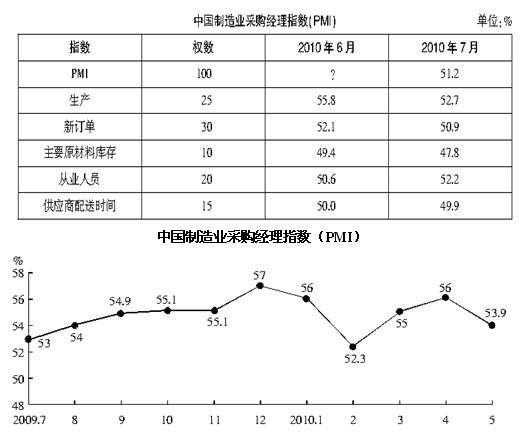 中国制造业采购经理指数(PMI) 单位:%
指数 权数 2010年6月 2010年7月
PMI 100 ? 51.2
生产 25 55.8 52.7
新订单 30 52.1 50.9
主要原材料库存 10 49.4 47.8
从业人员 20 50.6 52.2
供应商配送时间 15 50.0 49.9
中国制造业采购经理指数（PMI）
%
58
56
54
52
50
48
53
54
54.9
55.1
55.1
57
56
52.3
55
56
53.9
2009.7 8 9 10 11 12 2010.1 2 3 4 5